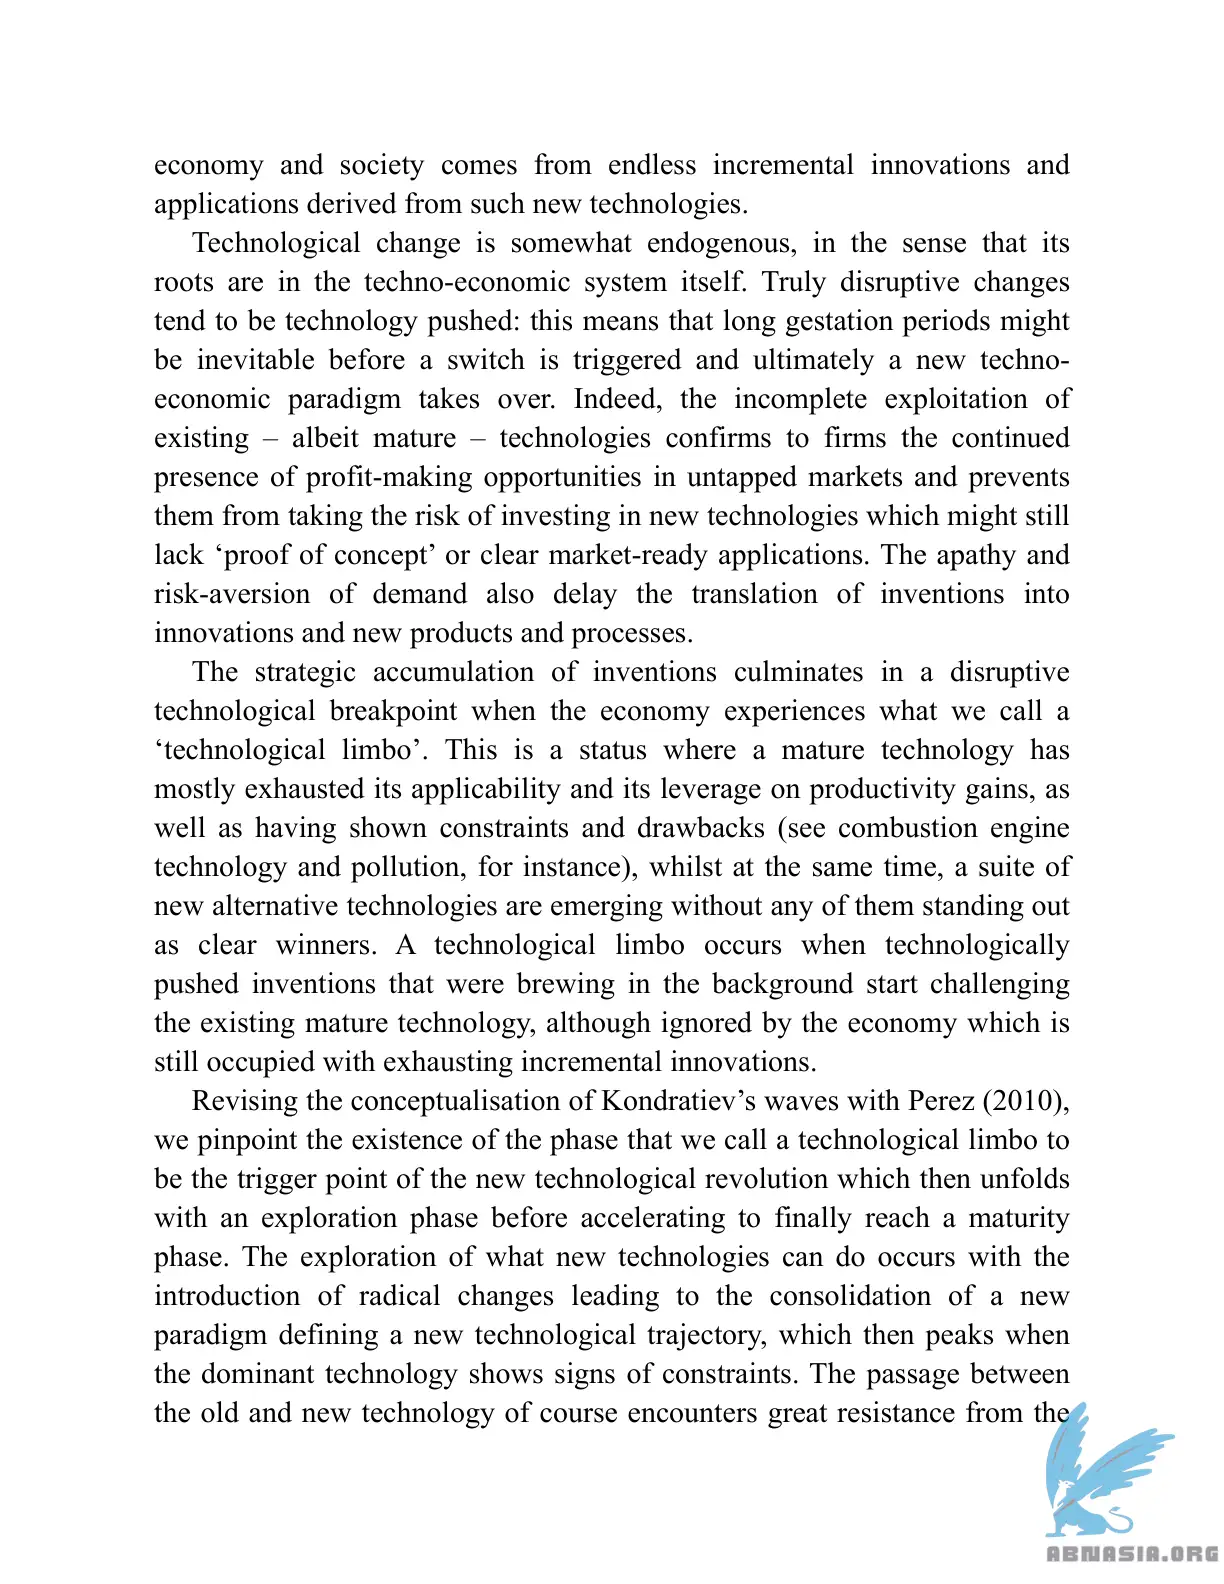 economy and society comes from endless incremental innovations and
applications derived from such new technologies.
Technological change is somewhat endogenous, in the sense that its
roots are in the techno-economic system itself. Truly disruptive changes
tend to be technology pushed: this means that long gestation periods might
be inevitable before a switch is triggered and ultimately a new techno-
economic paradigm takes over. Indeed, the incomplete exploitation of
existing – albeit mature – technologies confirms to firms the continued
presence of profit-making opportunities in untapped markets and prevents
them from taking the risk of investing in new technologies which might still
lack ‘proof of concept’ or clear market-ready applications. The apathy and
risk-aversion of demand also delay the translation of inventions into
innovations and new products and processes.
The strategic accumulation of inventions culminates in a disruptive
technological breakpoint when the economy experiences what we call a
‘technological limbo’. This is a status where a mature technology has
mostly exhausted its applicability and its leverage on productivity gains, as
well as having shown constraints and drawbacks (see combustion engine
technology and pollution, for instance), whilst at the same time, a suite of
new alternative technologies are emerging without any of them standing out
as clear winners. A technological limbo occurs when technologically
pushed inventions that were brewing in the background start challenging
the existing mature technology, although ignored by the economy which is
still occupied with exhausting incremental innovations.
Revising the conceptualisation of Kondratiev’s waves with Perez (2010),
we pinpoint the existence of the phase that we call a technological limbo to
be the trigger point of the new technological revolution which then unfolds
with an exploration phase before accelerating to finally reach a maturity
phase. The exploration of what new technologies can do occurs with the
introduction of radical changes leading to the consolidation of a new
paradigm defining a new technological trajectory, which then peaks when
the dominant technology shows signs of constraints. The passage between
the old and new technology of course encounters great resistance from the
ABNASIA.ORG